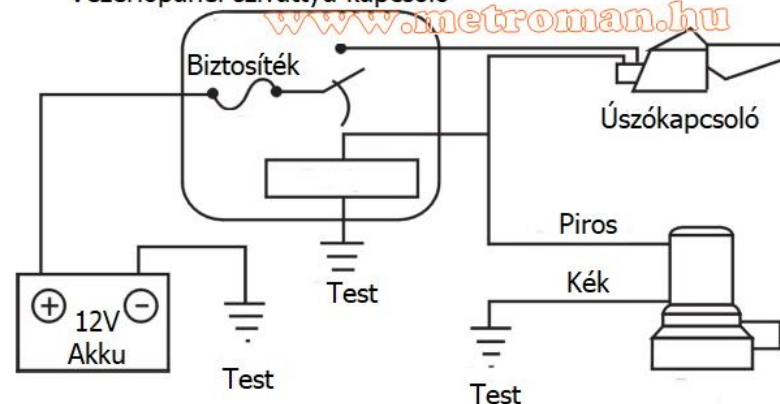 www.metroman.hu
Biztosíték
Úszókapcsoló
Piros
Kék
Test
+
−
12V
Akku
Test
Test